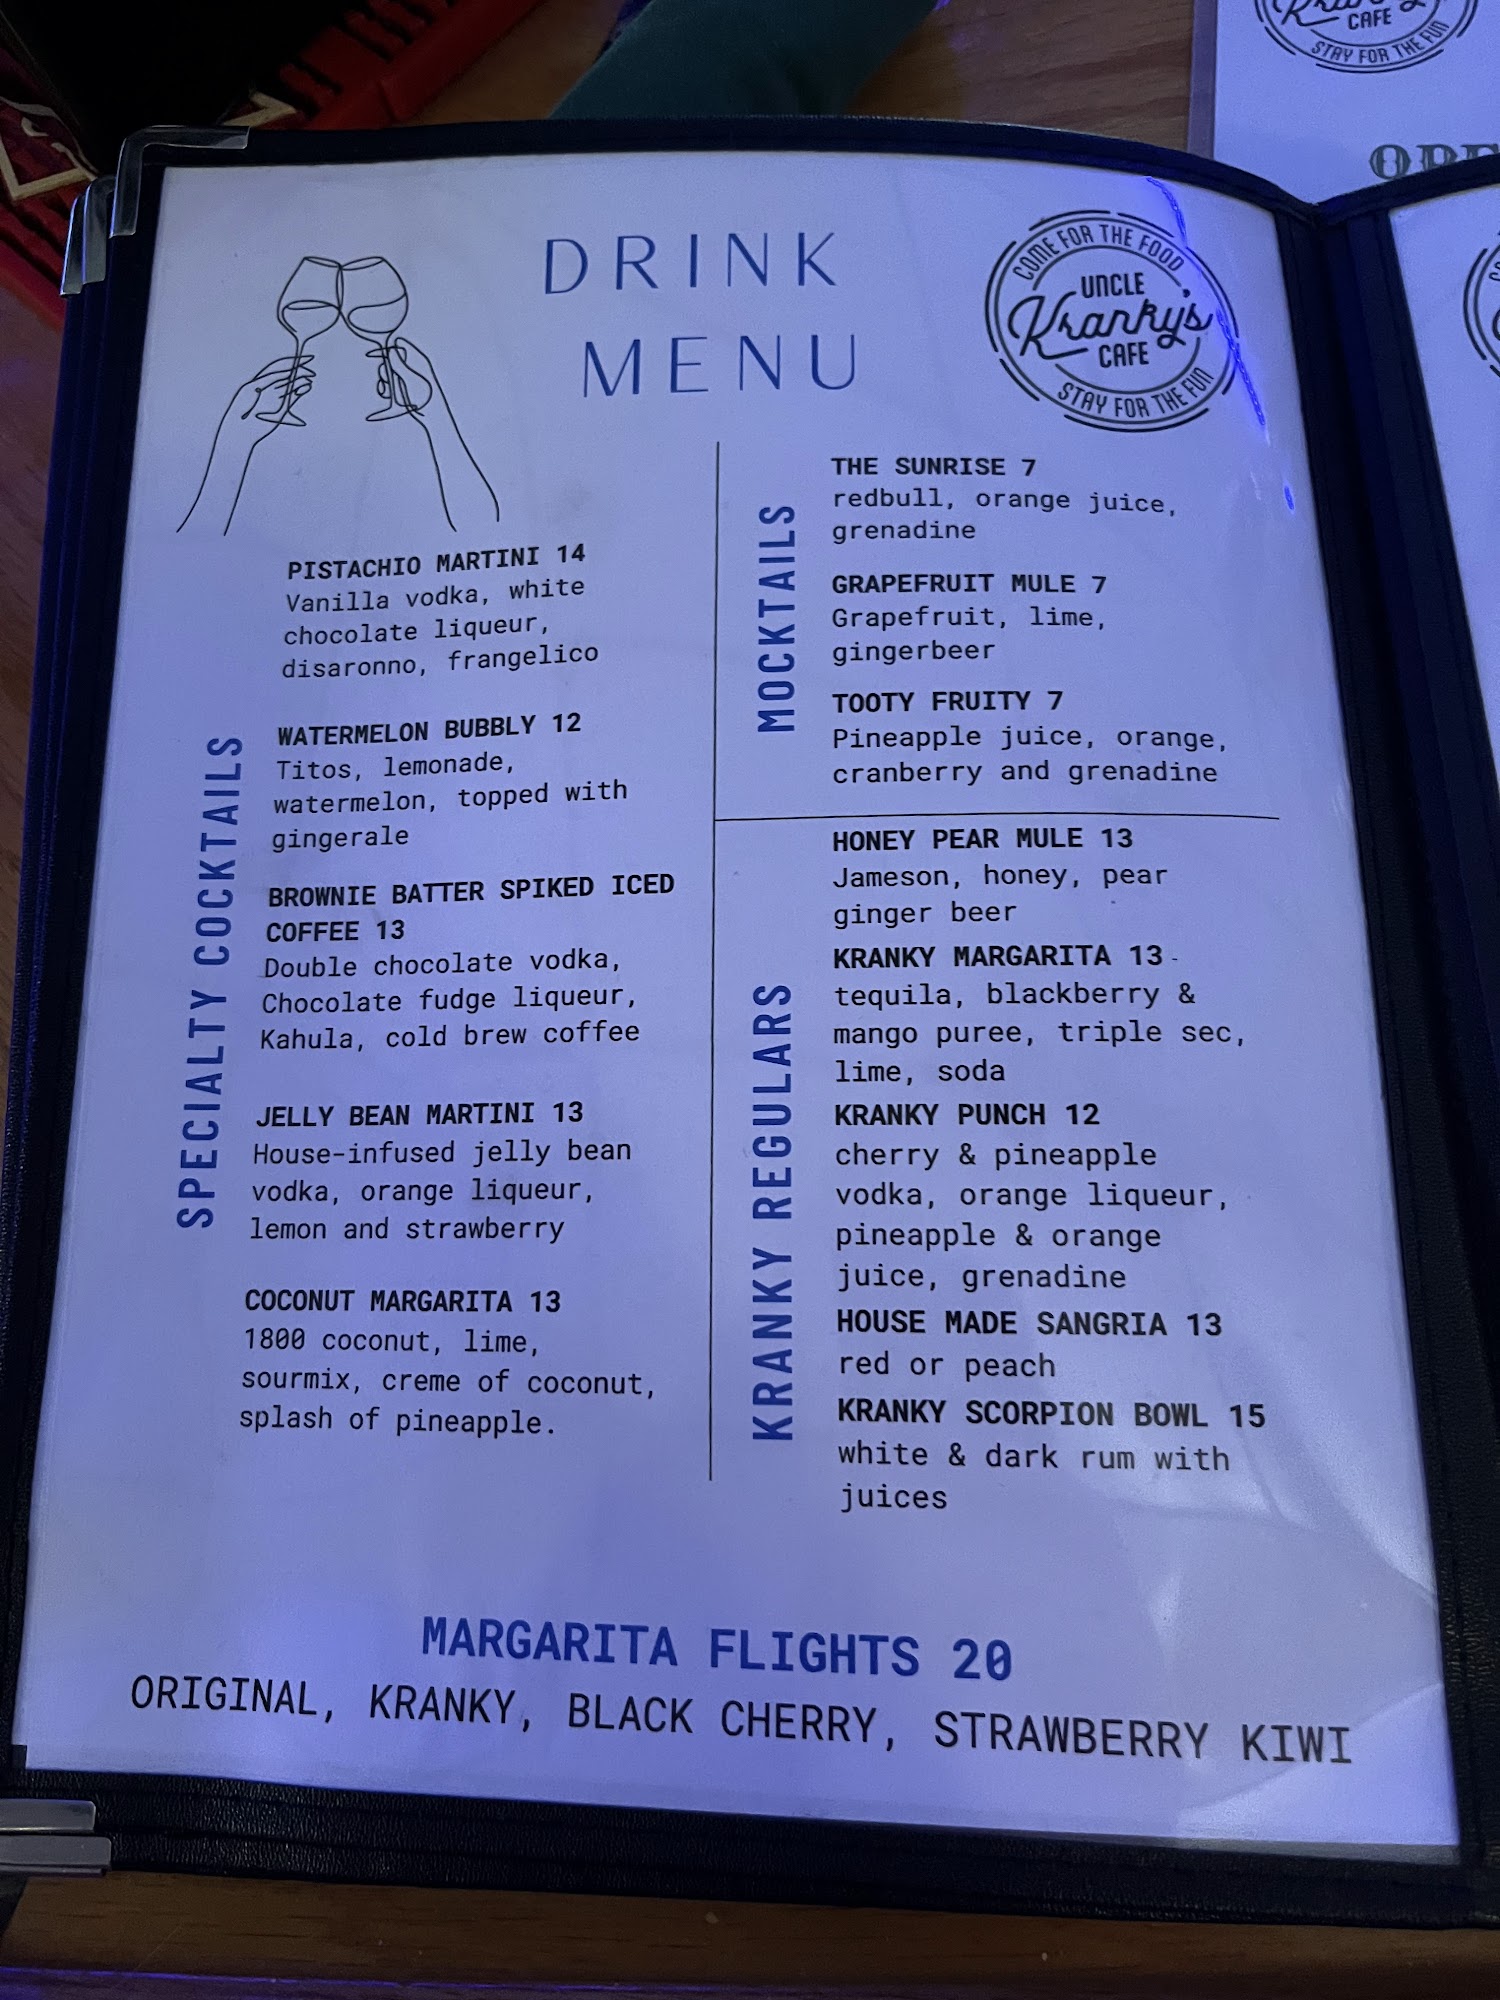 CAFE
STAY FOR THE FUN
DRINK
MENU
COME FOR THE FOOD
UNCLE
Kranky's
CAFE
STAY FOR THE FUN
SPECIALTY COCKTAILS
PISTACHIO MARTINI 14
Vanilla vodka, white
chocolate liqueur,
disaronno, frangelico
WATERMELON BUBBLY 12
Titos, lemonade,
watermelon, topped with
gingerale
BROWNIE BATTER SPIKED ICED
COFFEE 13
Double chocolate vodka,
Chocolate fudge liqueur,
Kahula, cold brew coffee
JELLY BEAN MARTINI 13
House-infused jelly bean
vodka, orange liqueur,
lemon and strawberry
COCONUT MARGARITA 13
1800 coconut, lime,
sourmix, creme of coconut,
splash of pineapple.
MOCKTAILS
THE SUNRISE 7
redbull, orange juice,
grenadine
GRAPEFRUIT MULE 7
Grapefruit, lime,
gingerbeer
TOOTY FRUITY 7
Pineapple juice, orange,
cranberry and grenadine
KRANKY REGULARS
HONEY PEAR MULE 13
Jameson, honey, pear
ginger beer
KRANKY MARGARITA 13 -
tequila, blackberry &
mango puree, triple sec,
lime, soda
KRANKY PUNCH 12
cherry & pineapple
vodka, orange liqueur,
pineapple & orange
juice, grenadine
HOUSE MADE SANGRIA 13
red or peach
KRANKY SCORPION BOWL 15
white & dark rum with
juices
MARGARITA FLIGHTS 20
ORIGINAL, KRANKY, BLACK CHERRY, STRAWBERRY KIWI